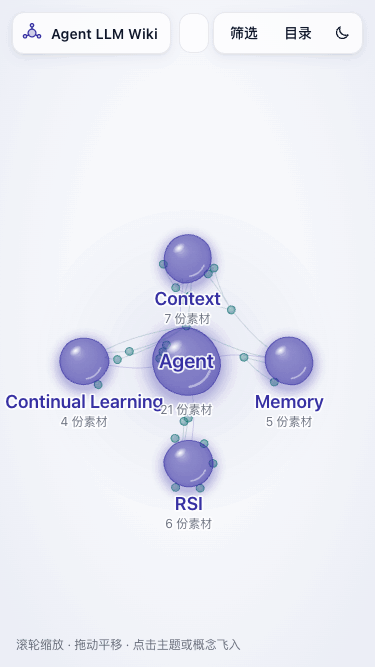 Agent LLM Wiki
筛选 目录
Context
7 份素材
Agent
21 份素材
Continual Learning
4 份素材
Memory
5 份素材
RSI
6 份素材
滚轮缩放 · 拖动平移 · 点击主题或概念飞入